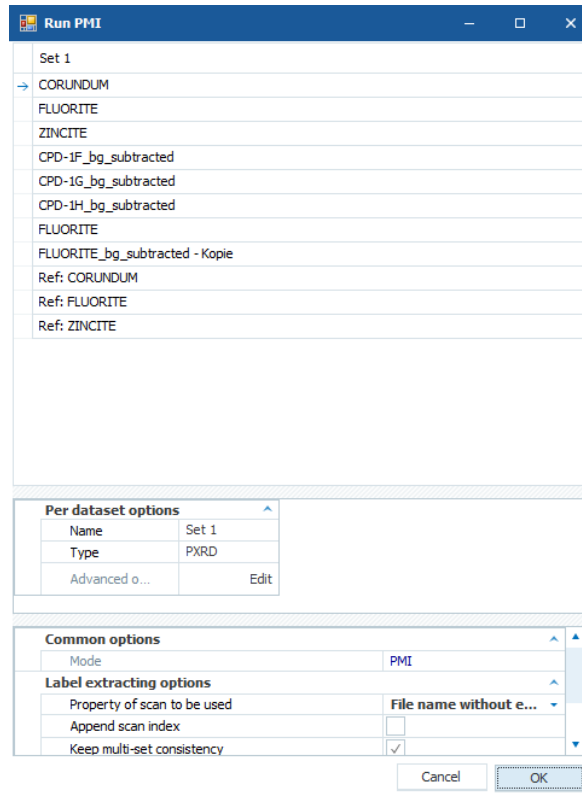 Run PMI
Set 1
CORUNDUM
FLUORITE
ZINCITE
CPD-1F_bg_subtracted
CPD-1G_bg_subtracted
CPD-1H_bg_subtracted
FLUORITE
FLUORITE_bg_subtracted - Kopie
Ref: CORUNDUM
Ref: FLUORITE
Ref: ZINCITE
Per dataset options
Name Set 1
Type PXRD
Advanced o... Edit
Common options
Mode PMI
Label extracting options
Property of scan to be used File name without e...
Append scan index
Keep multi-set consistency
Cancel OK